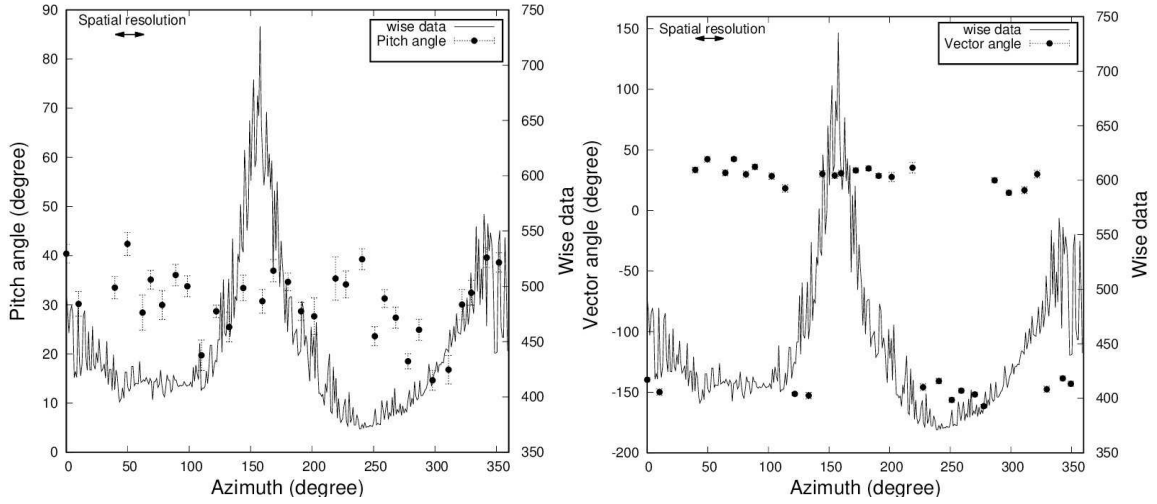 Spatial resolution
wise data
Pitch angle
90
80
70
60
50
40
30
20
10
0
Pitch angle (degree)
750
700
650
600
550
500
450
400
350
Wise data
0 50 100 150 200 250 300 350
Azimuth (degree)
Spatial resolution
wise data
Vector angle
150
100
50
0
-50
-100
-150
-200
Vector angle (degree)
750
700
650
600
550
500
450
400
350
Wise data
0 50 100 150 200 250 300 350
Azimuth (degree)